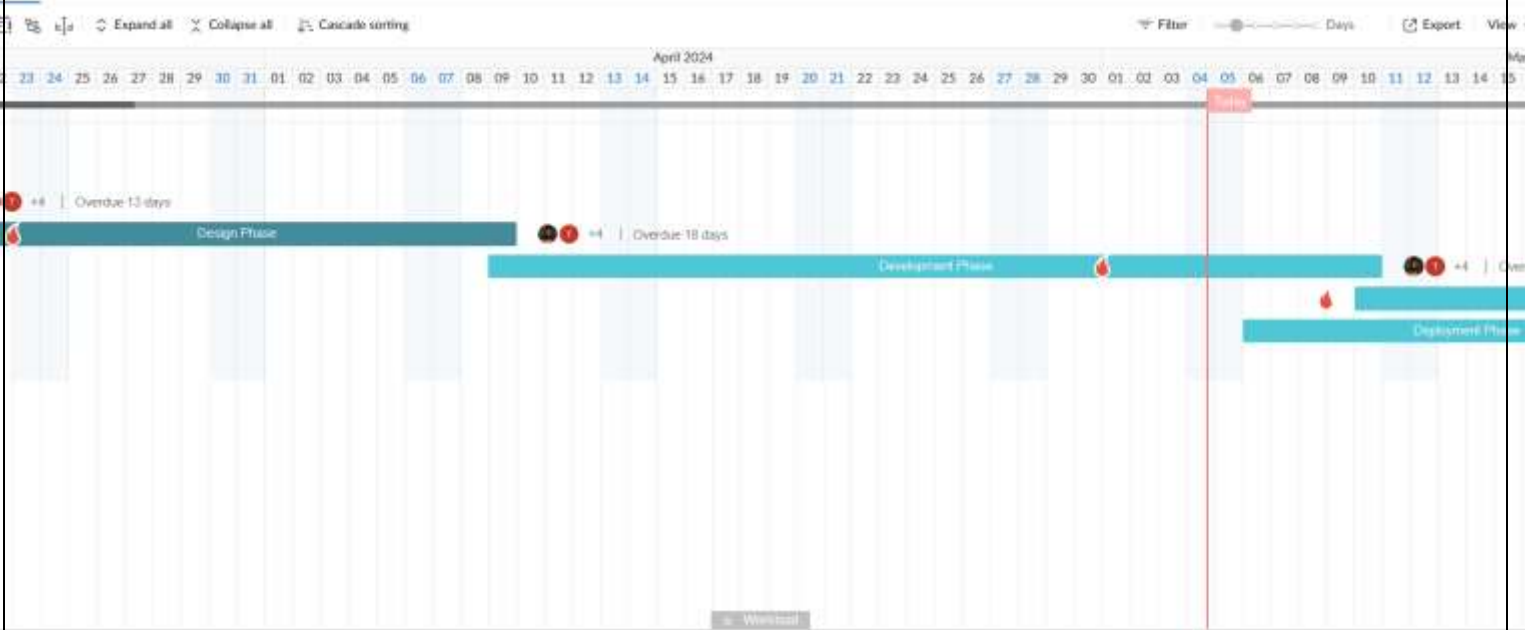 Expand all Collapse all Cascade sorting Filter Days Export View
April 2024
23 24 25 26 27 28 29 30 31 01 02 03 04 05 06 07 08 09 10 11 12 13 14 15 16 17 18 19 20 21 22 23 24 25 26 27 28 29 30 01 02 03 04 05 06 07 08 09 10 11 12 13 14 15
Today
+4 | Overdue 13 days
Design Phase +4 | Overdue 18 days
Development Phase +4 |
Deployment Phase
Workload